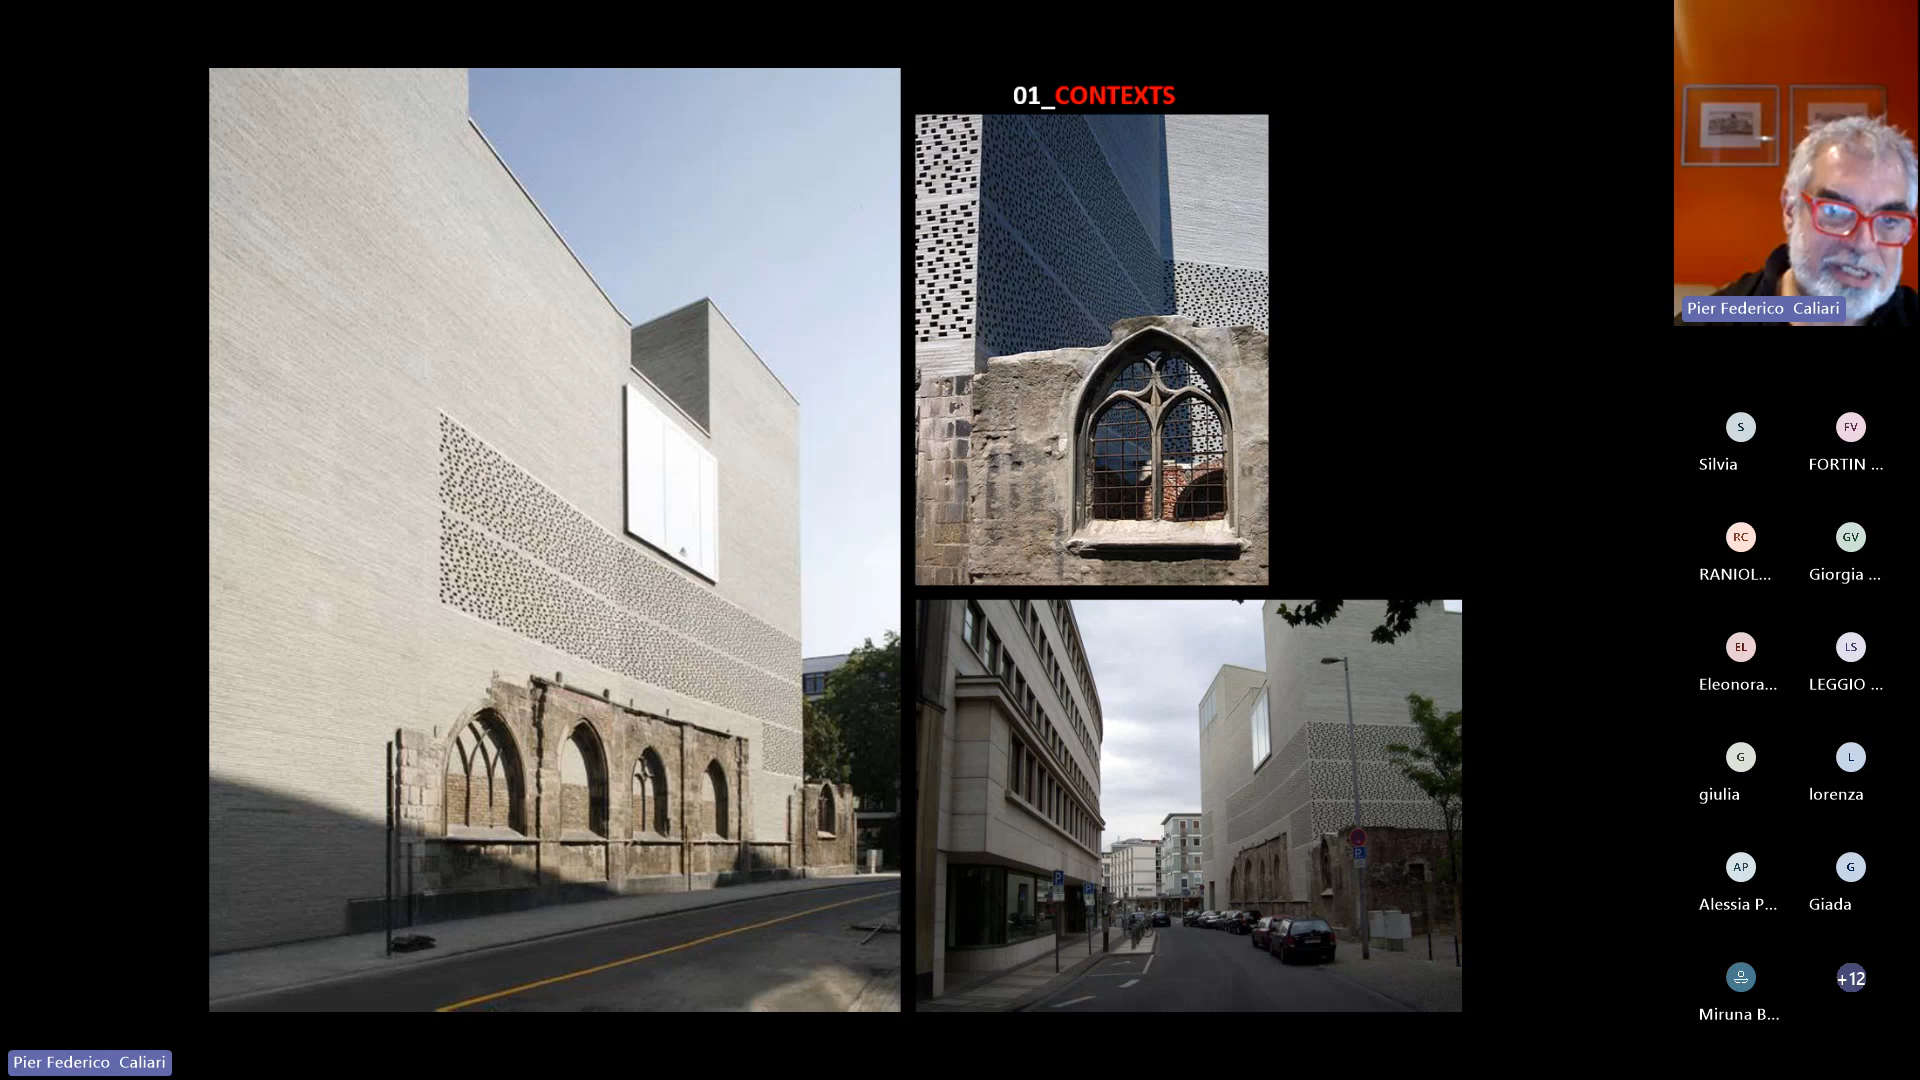 01_CONTEXTS
Pier Federico Caliari
S
FV
Silvia
FORTIN ...
RC
GV
RANIOL...
Giorgia ...
EL
LS
Eleonora...
LEGGIO ...
G
L
giulia
lorenza
AP
G
Alessia P...
Giada
+12
Miruna B...
Pier Federico Caliari
P
P
P